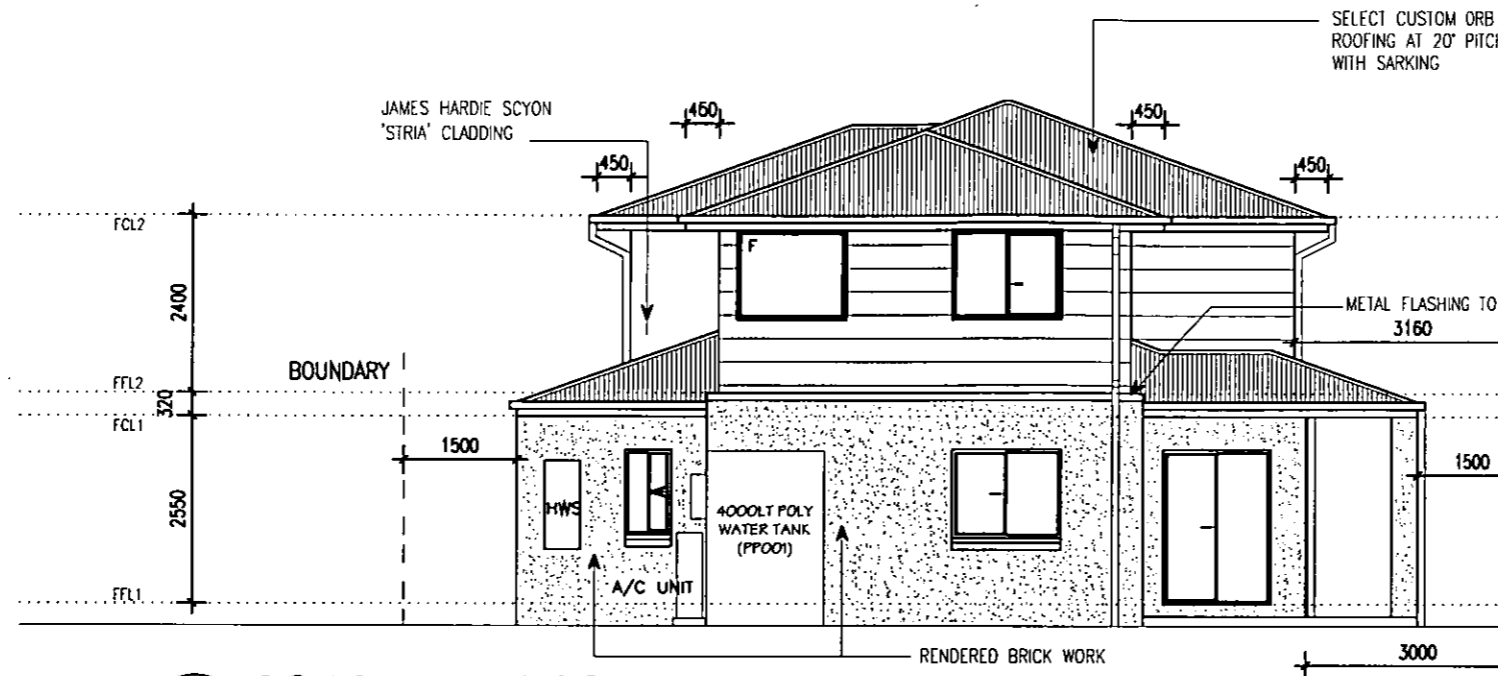 SELECT CUSTOM ORB
ROOFING AT 20° PITCH
WITH SARKING
JAMES HARDIE SCYON
'STRIA' CLADDING
450
460
450
450
FCL2
F
2400
METAL FLASHING TO
3160
BOUNDARY
FFL2
320
FCL1
1500
1500
2550
HWS
A
4000LT POLY
WATER TANK
(PP001)
A/C UNIT
FFL1
RENDERED BRICK WORK
3000